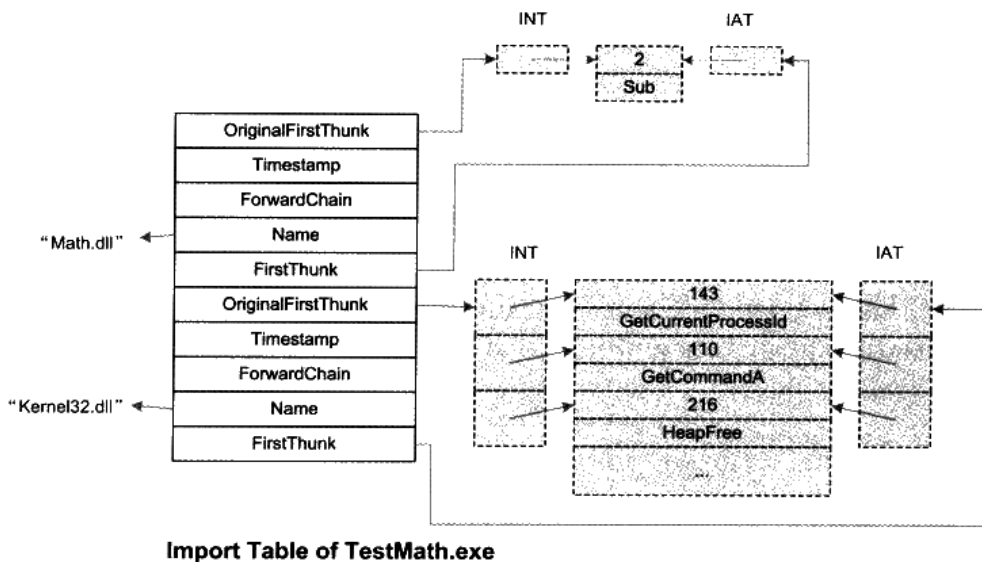 INT
IAT
2
Sub
OriginalFirstThunk
Timestamp
ForwardChain
Name
FirstThunk
"Math.dll"
OriginalFirstThunk
Timestamp
ForwardChain
Name
FirstThunk
"Kernel32.dll"
INT
IAT
143
GetCurrentProcessId
110
GetCommandA
216
HeapFree
...
Import Table of TestMath.exe